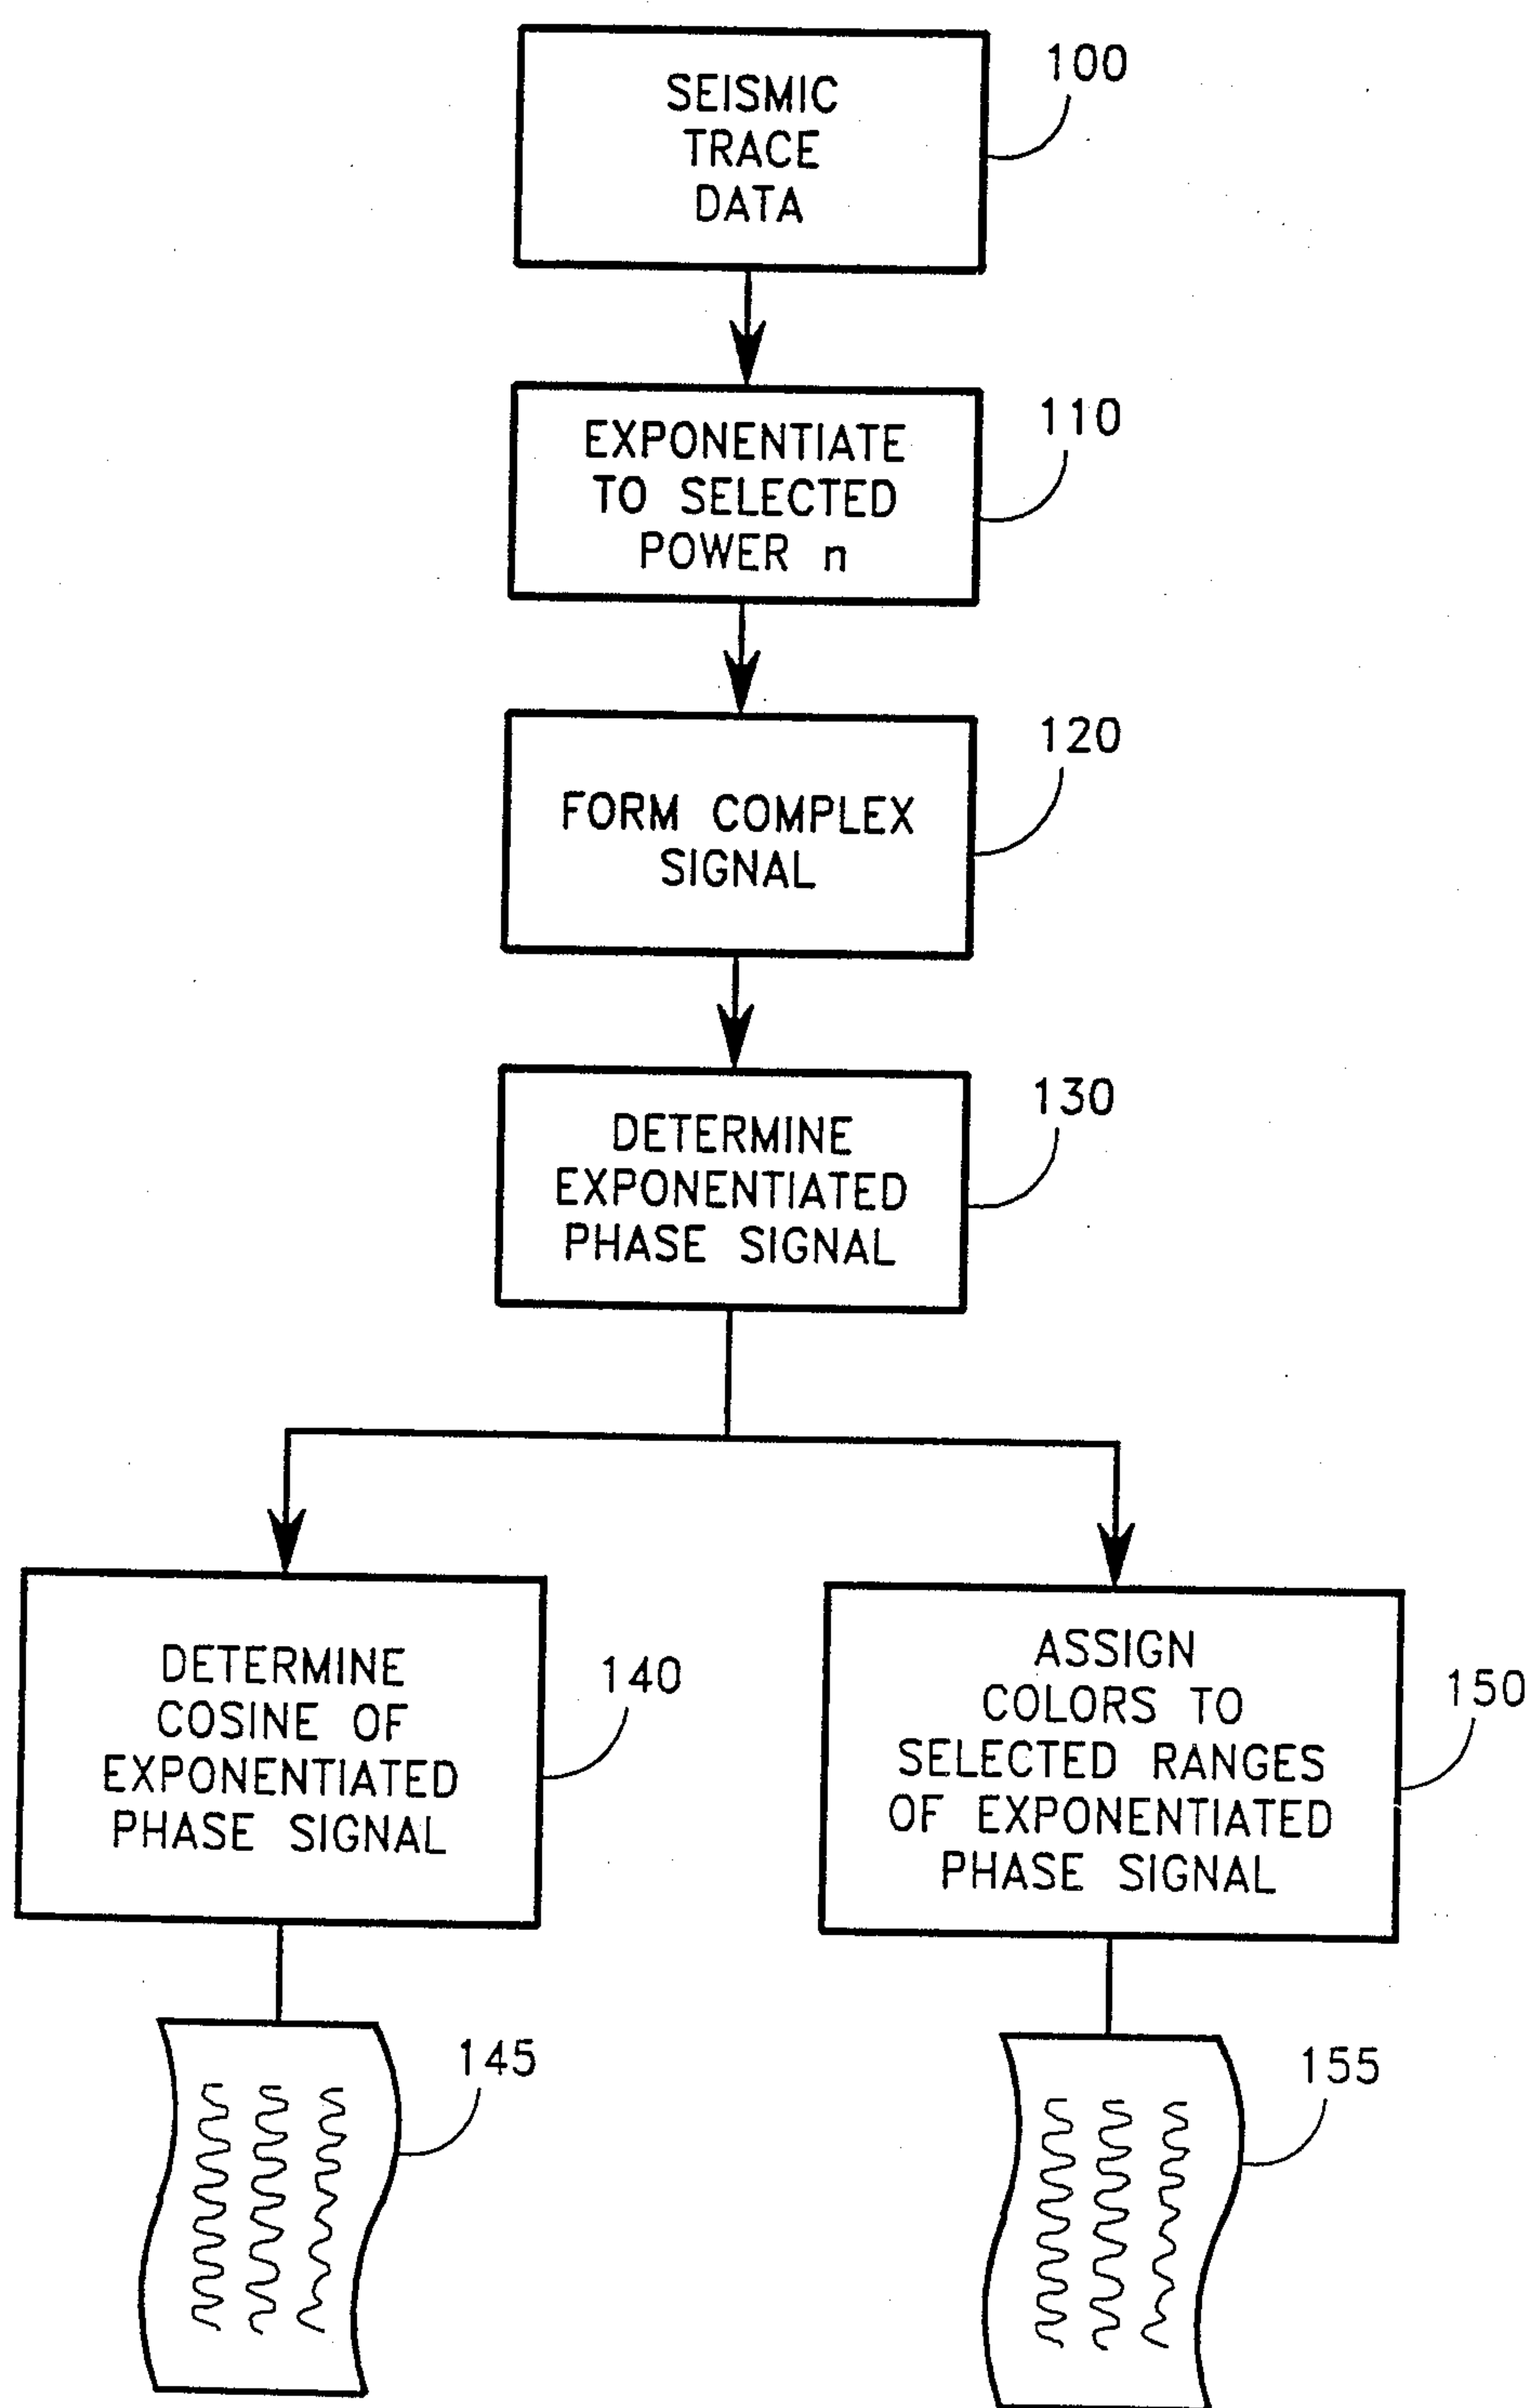 SEISMIC
TRACE
DATA
100
EXPONENTIATE
TO SELECTED
POWER n
110
FORM COMPLEX
SIGNAL
120
DETERMINE
EXPONENTIATED
PHASE SIGNAL
130
DETERMINE
COSINE OF
EXPONENTIATED
PHASE SIGNAL
140
ASSIGN
COLORS TO
SELECTED RANGES
OF EXPONENTIATED
PHASE SIGNAL
150
145
155